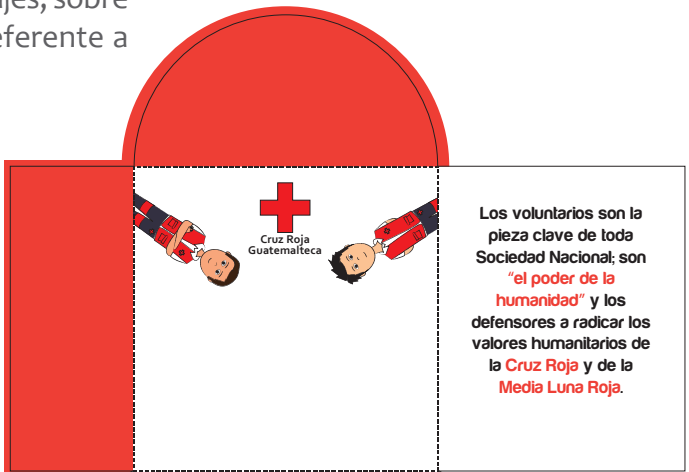 jes, sobre
eferente a
Cruz Roja
Guatemalteca
Los voluntarios son la
pieza clave de toda
Sociedad Nacional; son
“el poder de la
humanidad” y los
defensores a radicar los
valores humanitarios de
la Cruz Roja y de la
Media Luna Roja.